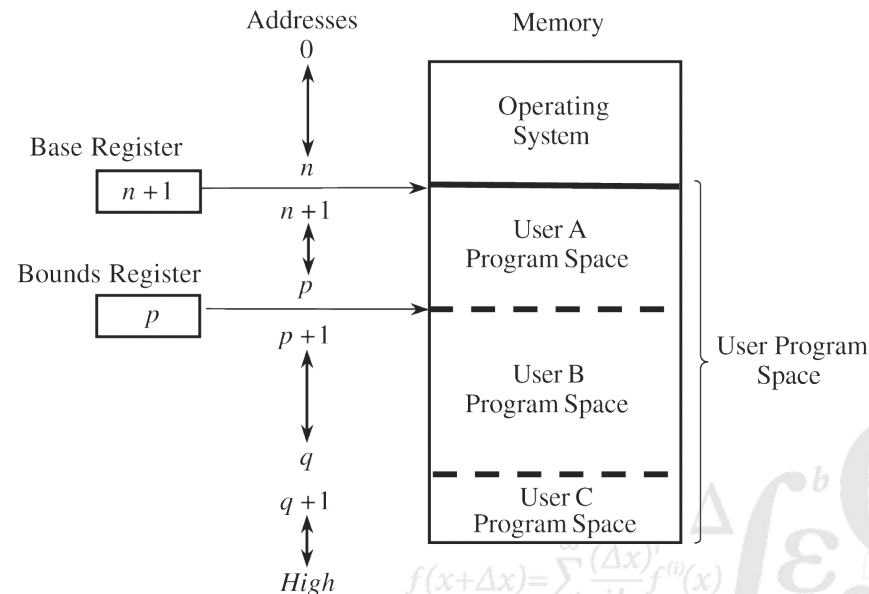 Addresses
Memory
0
Operating
System
Base Register
n
n + 1
n + 1
User A
Program Space
Bounds Register
p
p
p + 1
User B
Program Space
User Program
Space
q
q + 1
User C
Program Space
High
b
Δ
∫
ε
f(x+Δx)=